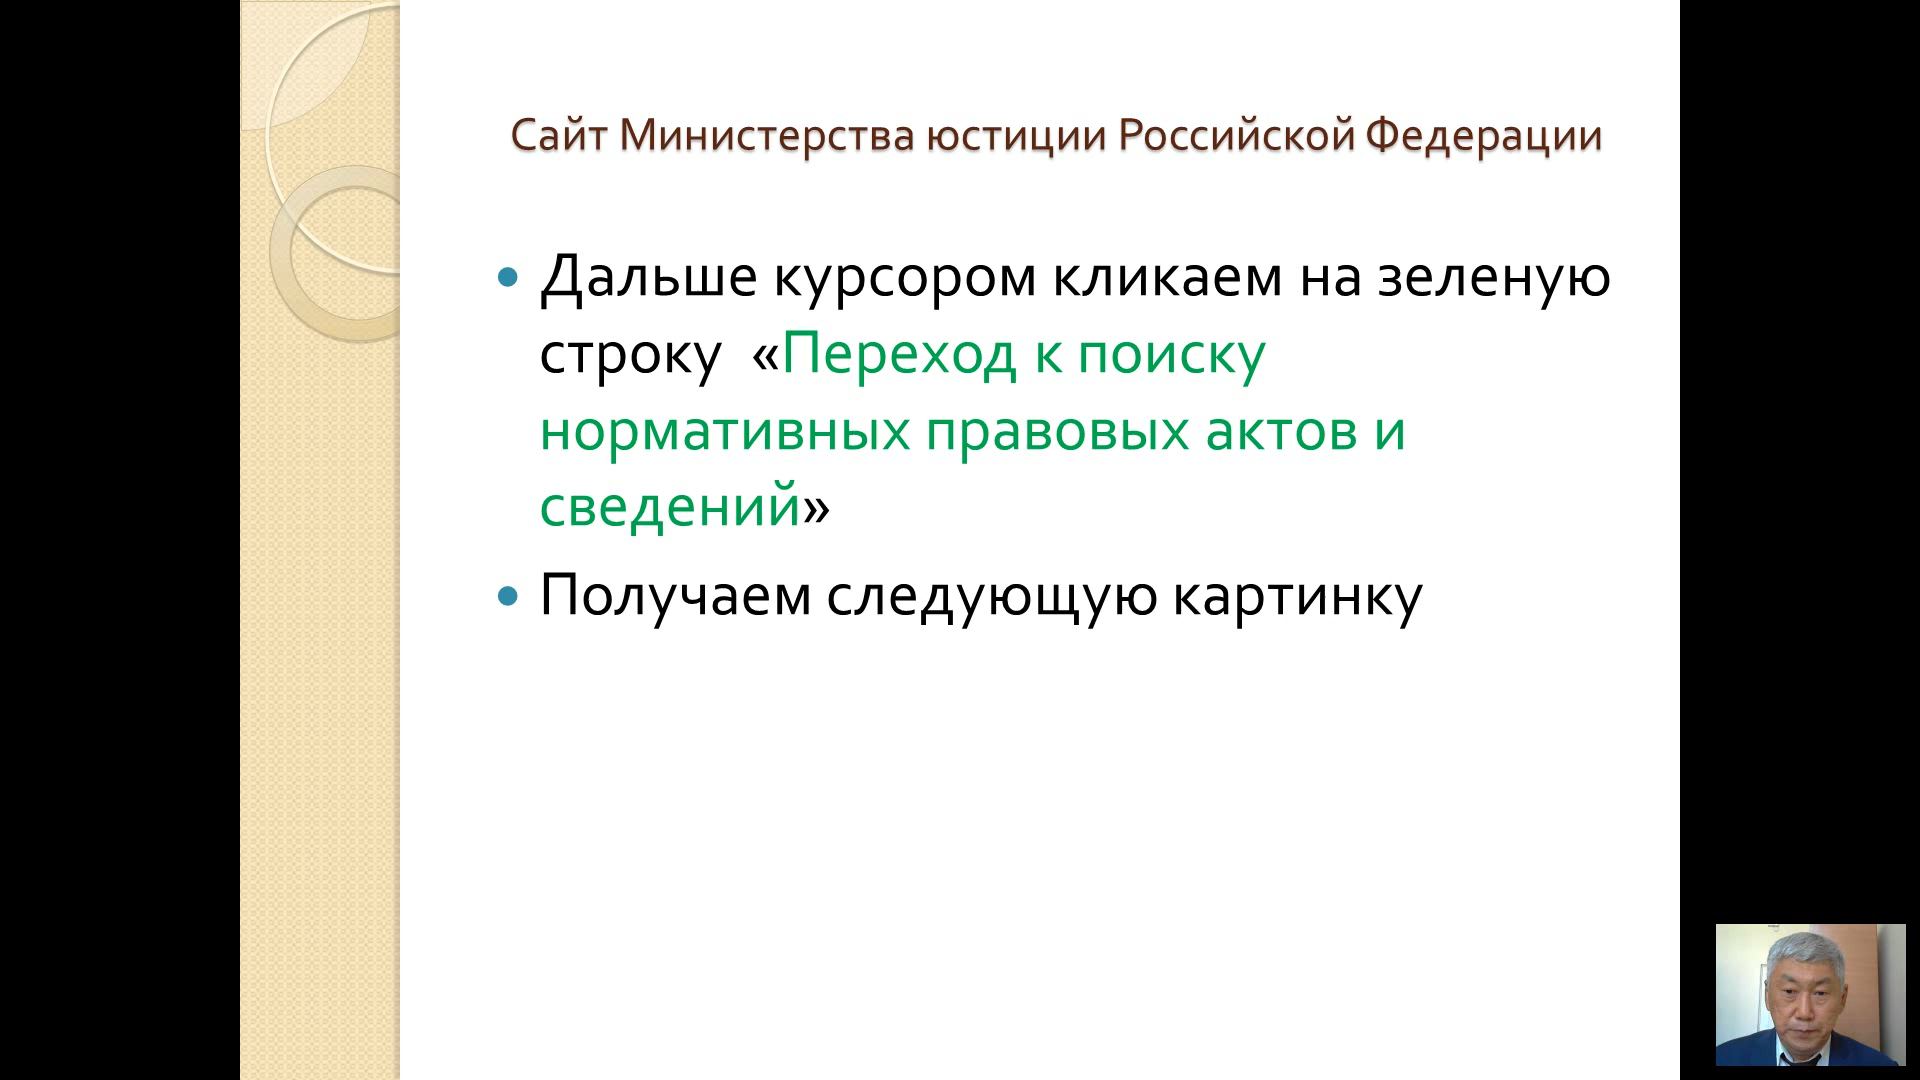 Сайт Министерства юстиции Российской Федерации
• Дальше курсором кликаем на зеленую
строку «Переход к поиску
нормативных правовых актов и
сведений»
• Получаем следующую картинку